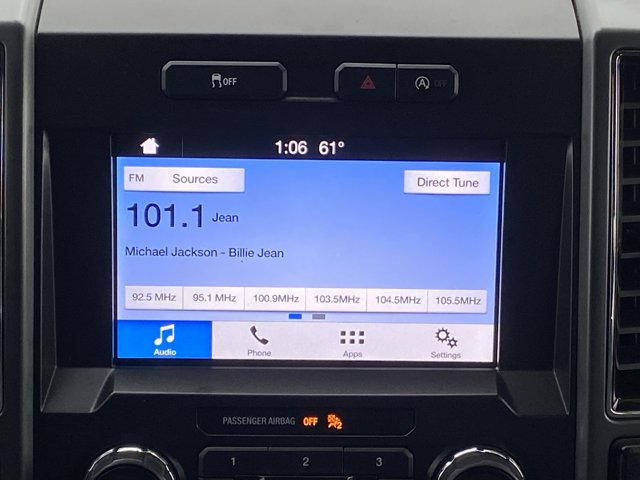 OFF
A OFF
1:06 61°
FM Sources Direct Tune
101.1 Jean
Michael Jackson - Billie Jean
92.5 MHz 95.1 MHz 100.9MHz 103.5MHz 104.5MHz 105.5MHz
Audio Phone Apps Settings
PASSENGER AIRBAG OFF 2
1 2 3